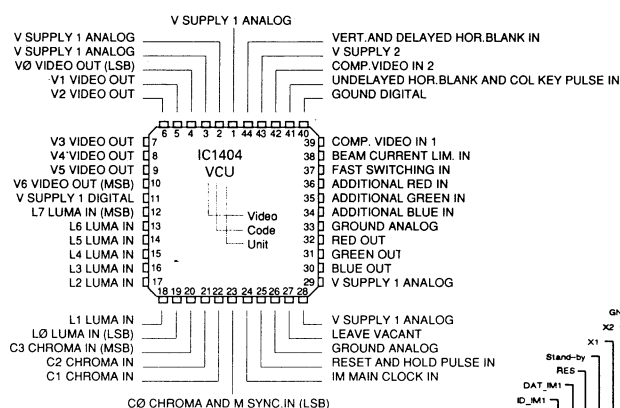 V SUPPLY 1 ANALOG
V SUPPLY 1 ANALOG
V SUPPLY 1 ANALOG
VØ VIDEO OUT (LSB)
V1 VIDEO OUT
V2 VIDEO OUT
VERT.AND DELAYED HOR.BLANK IN
V SUPPLY 2
COMP.VIDEO IN 2
UNDELAYED HOR.BLANK AND COL KEY PULSE IN
GOUND DIGITAL
6 5 4 3 2 1 44 43 42 41 40
V3 VIDEO OUT 7
V4 VIDEO OUT 8
V5 VIDEO OUT 9
V6 VIDEO OUT (MSB) 10
V SUPPLY 1 DIGITAL 11
L7 LUMA IN (MSB) 12
L6 LUMA IN 13
L5 LUMA IN 14
L4 LUMA IN 15
L3 LUMA IN 16
L2 LUMA IN 17
IC1404
VCU
Video
Code
Unit
39 COMP. VIDEO IN 1
38 BEAM CURRENT LIM. IN
37 FAST SWITCHING IN
36 ADDITIONAL RED IN
35 ADDITIONAL GREEN IN
34 ADDITIONAL BLUE IN
33 GROUND ANALOG
32 RED OUT
31 GREEN OUT
30 BLUE OUT
29 V SUPPLY 1 ANALOG
18 19 20 21 22 23 24 25 26 27 28
L1 LUMA IN
LØ LUMA IN (LSB)
C3 CHROMA IN (MSB)
C2 CHROMA IN
C1 CHROMA IN
CØ CHROMA AND M SYNC.IN (LSB)
V SUPPLY 1 ANALOG
LEAVE VACANT
GROUND ANALOG
RESET AND HOLD PULSE IN
IM MAIN CLOCK IN
X2
X1
Stand-by
RES
DAT_IM1
ID_IM1